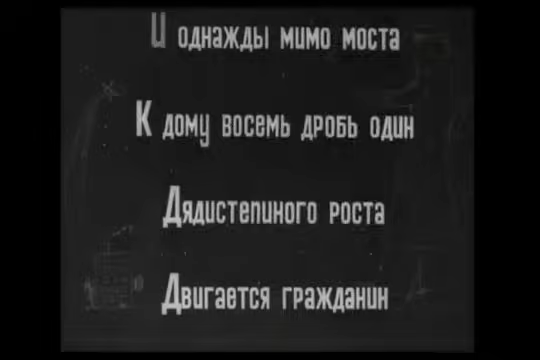 И однажды мимо моста
К дому восемь дробь один
Дядистепиного роста
Двигается гражданин